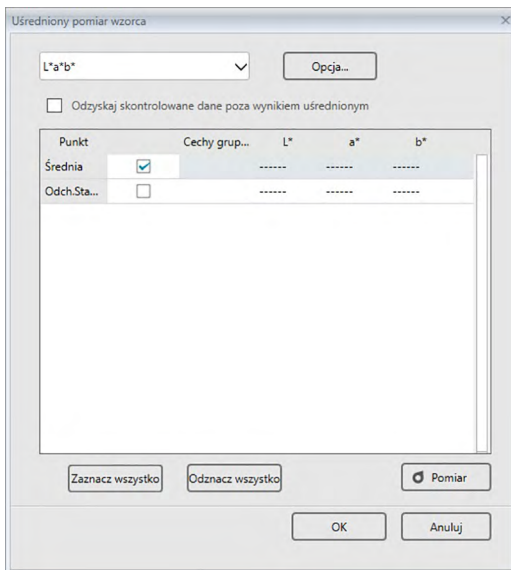 Uśredniony pomiar wzorca
L*a*b* Opcja...
Odzyskaj skontrolowane dane poza wynikiem uśrednionym
Punkt Cechy grup... L* a* b*
Średnia ------ ------ ------
Odch.Sta... ------ ------ ------
Zaznacz wszystko Odznacz wszystko Pomiar
OK Anuluj